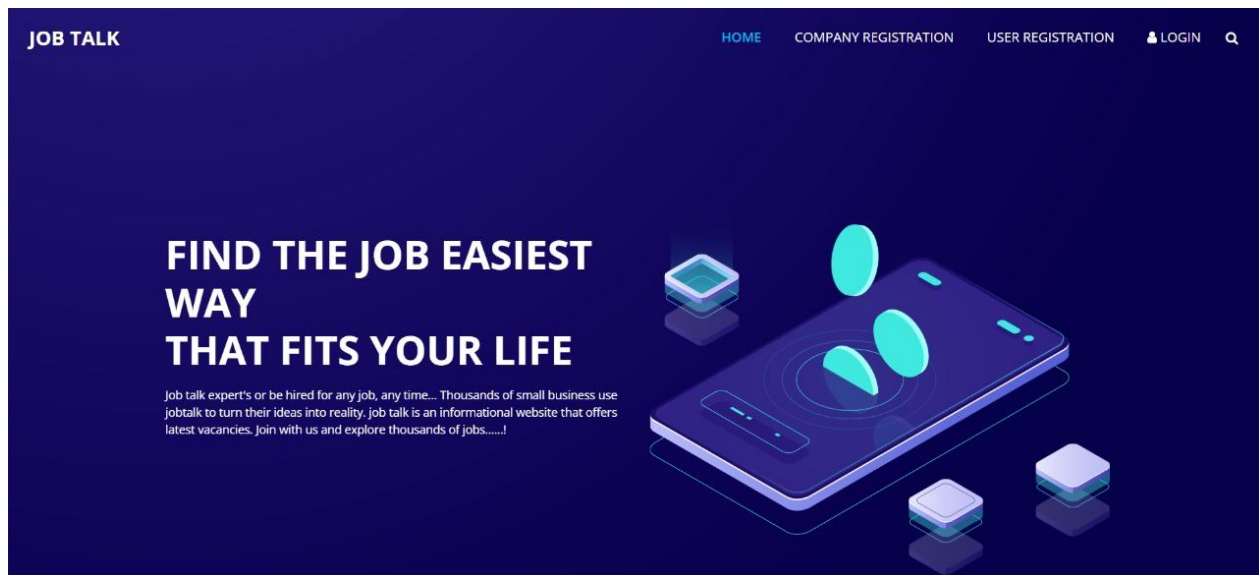 JOB TALK
HOME COMPANY REGISTRATION USER REGISTRATION LOGIN
FIND THE JOB EASIEST
WAY
THAT FITS YOUR LIFE
Job talk expert's or be hired for any job, any time... Thousands of small business use
jobtalk to turn their ideas into reality. job talk is an informational website that offers
latest vacancies. Join with us and explore thousands of jobs......!